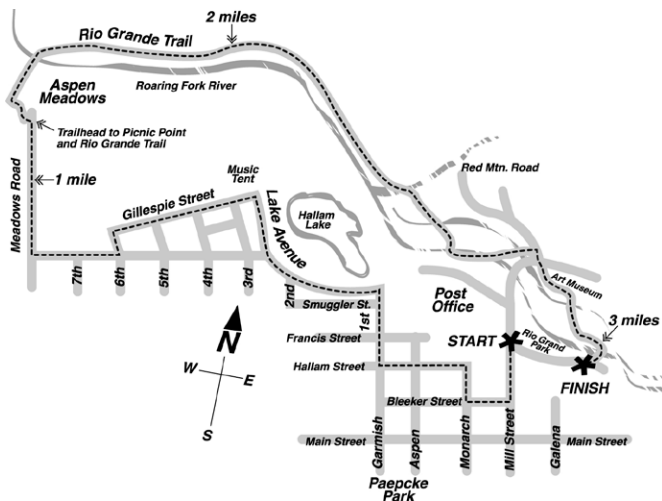 2 miles
Rio Grande Trail
Roaring Fork River
Aspen
Meadows
Trailhead to Picnic Point
and Rio Grande Trail
Red Mtn. Road
Music
Tent
1 mile
Meadows Road
Gillespie Street
Lake Avenue
Hallam
Lake
7th
6th
5th
4th
3rd
2nd
Smuggler St.
1st
Post
Office
Art Museum
3 miles
N
W
E
S
Francis Street
START
Rio Grand
Park
Hallam Street
FINISH
Bleeker Street
Main Street
Garmish
Aspen
Monarch
Mill Street
Galena
Main Street
Paepcke
Park